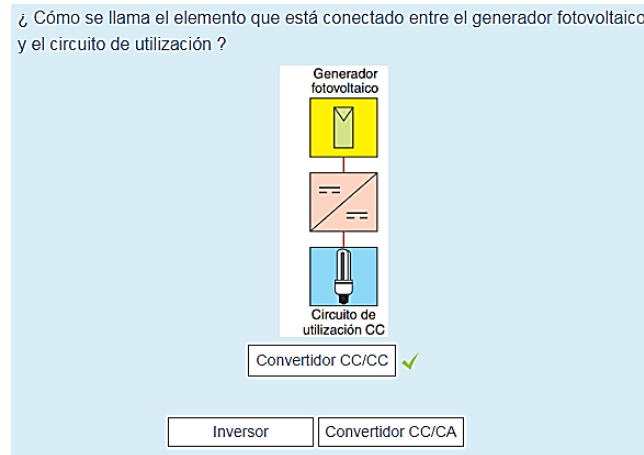 ¿ Cómo se llama el elemento que está conectado entre el generador fotovoltaico
y el circuito de utilización ?
Generador
fotovoltaico
Circuito de
utilización CC
Convertidor CC/CC
Inversor
Convertidor CC/CA